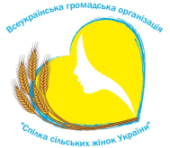 Всеукраїнська громадська організація
"Спілка сільських жінок України"